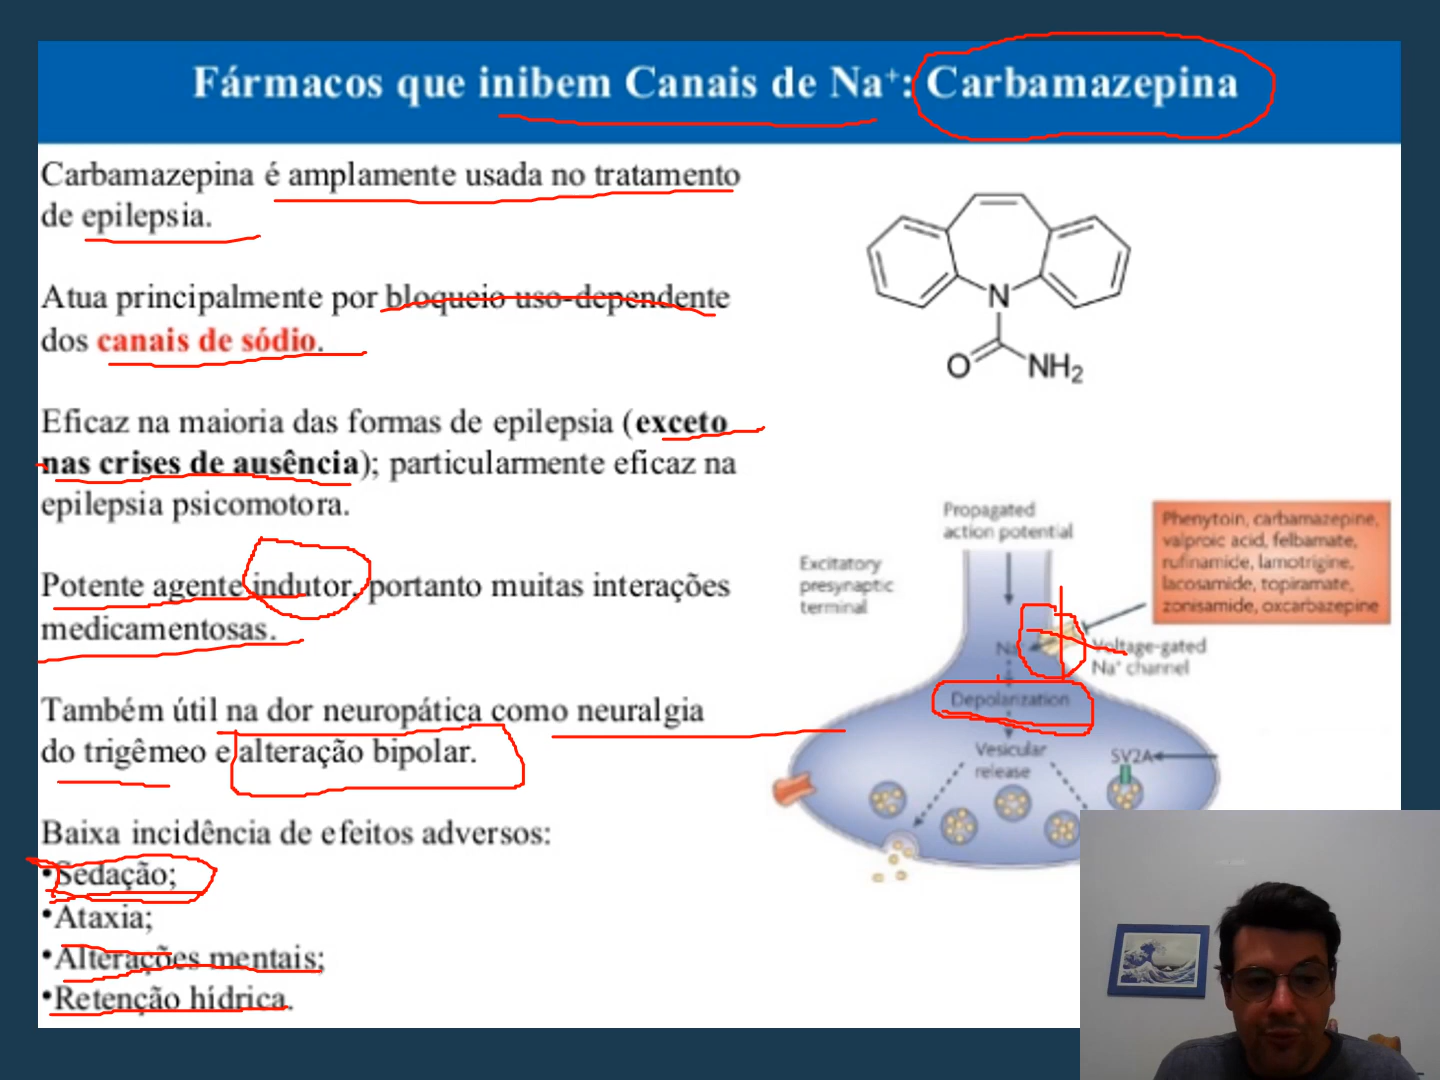 Fármacos que inibem Canais de Na⁺: Carbamazepina
Carbamazepina é amplamente usada no tratamento
de epilepsia.
Atua principalmente por bloqueio uso-dependente
dos canais de sódio.
Eficaz na maioria das formas de epilepsia (exceto
nas crises de ausência); particularmente eficaz na
epilepsia psicomotora.
Potente agente indutor, portanto muitas interações
medicamentosas.
Também útil na dor neuropática como neuralgia
do trigêmeo e alteração bipolar.
Baixa incidência de efeitos adversos:
•Sedação;
•Ataxia;
•Alterações mentais;
•Retenção hídrica.
N
O
NH₂
Propagated
action potential
Excitatory
presynaptic
terminal
Phenytoin, carbamazepine,
valproic acid, felbamate,
rufinamide, lamotrigine,
lacosamide, topiramate,
zonisamide, oxcarbazepine
Na⁺
Voltage-gated
Na⁺ channel
Depolarization
Vesicular
release
SV2A